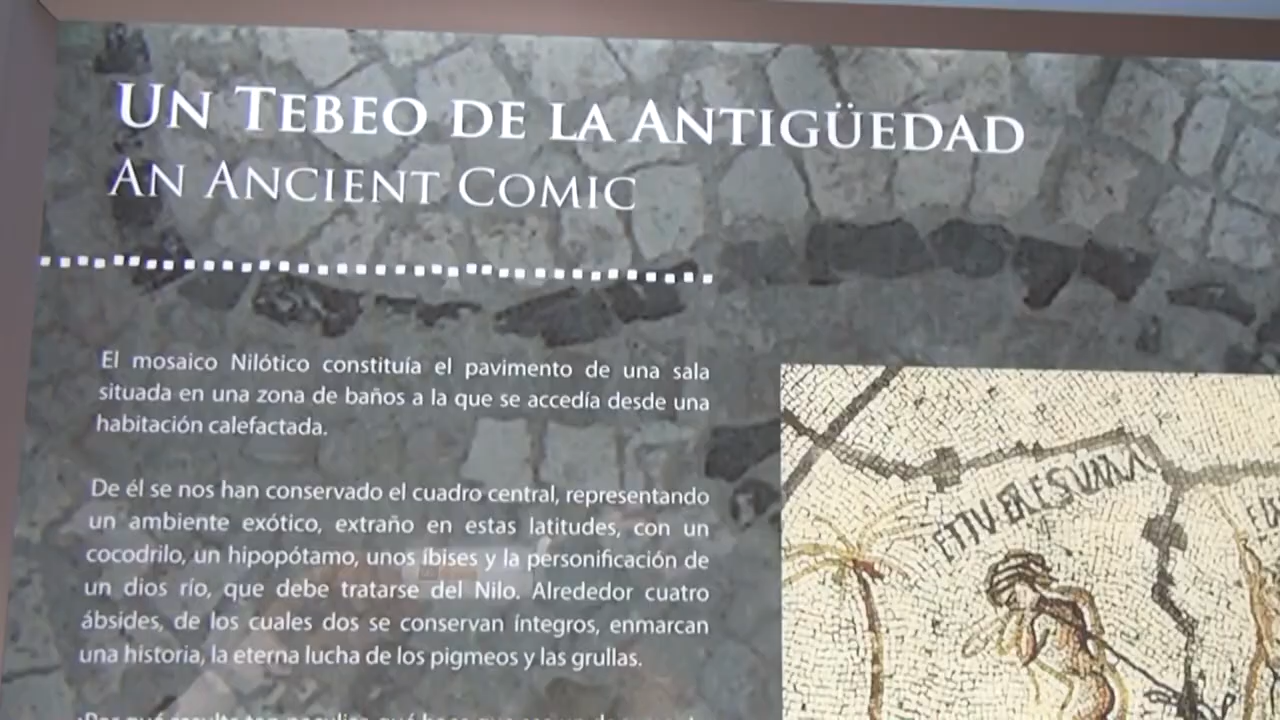 UN TEBEO DE LA ANTIGÜEDAD
AN ANCIENT COMIC
El mosaico Nilótico constituía el pavimento de una sala
situada en una zona de baños a la que se accedía desde una
habitación calefactada.
De él se nos han conservado el cuadro central, representando
un ambiente exótico, extraño en estas latitudes, con un
cocodrilo, un hipopótamo, unos íbises y la personificación de
un dios río, que debe tratarse del Nilo. Alrededor cuatro
ábsides, de los cuales dos se conservan íntegros, enmarcan
una historia, la eterna lucha de los pigmeos y las grullas.